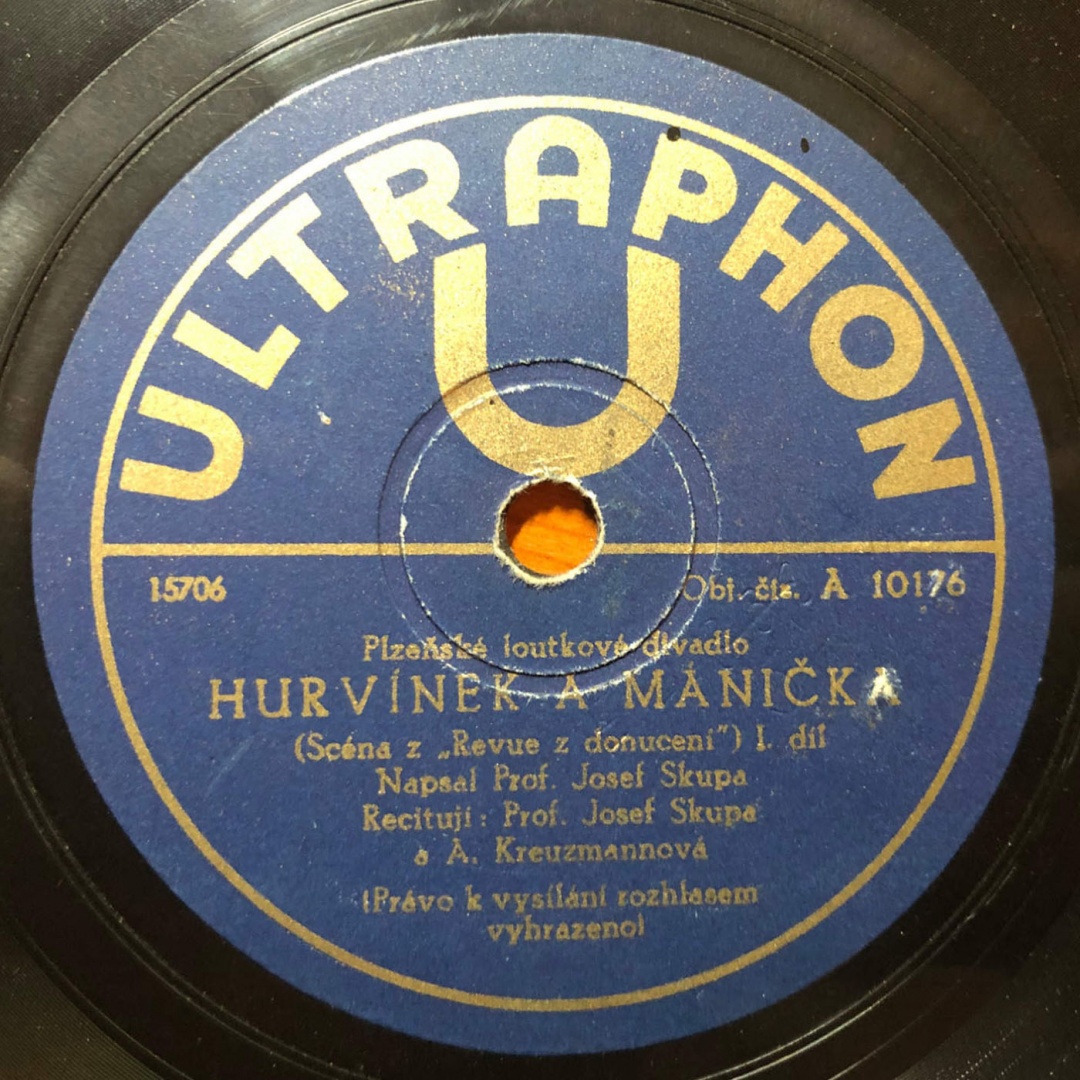 ULTRAPHON
U
15706 Obj. čís. A 10176
Plzeňské loutkové divadlo
HURVÍNEK A MÁNIČKA
(Scéna z „Revue z donucení") I. díl
Napsal Prof. Josef Skupa
Recitují: Prof. Josef Skupa
a A. Kreuzmannová
(Právo k vysílání rozhlasem
vyhrazeno)